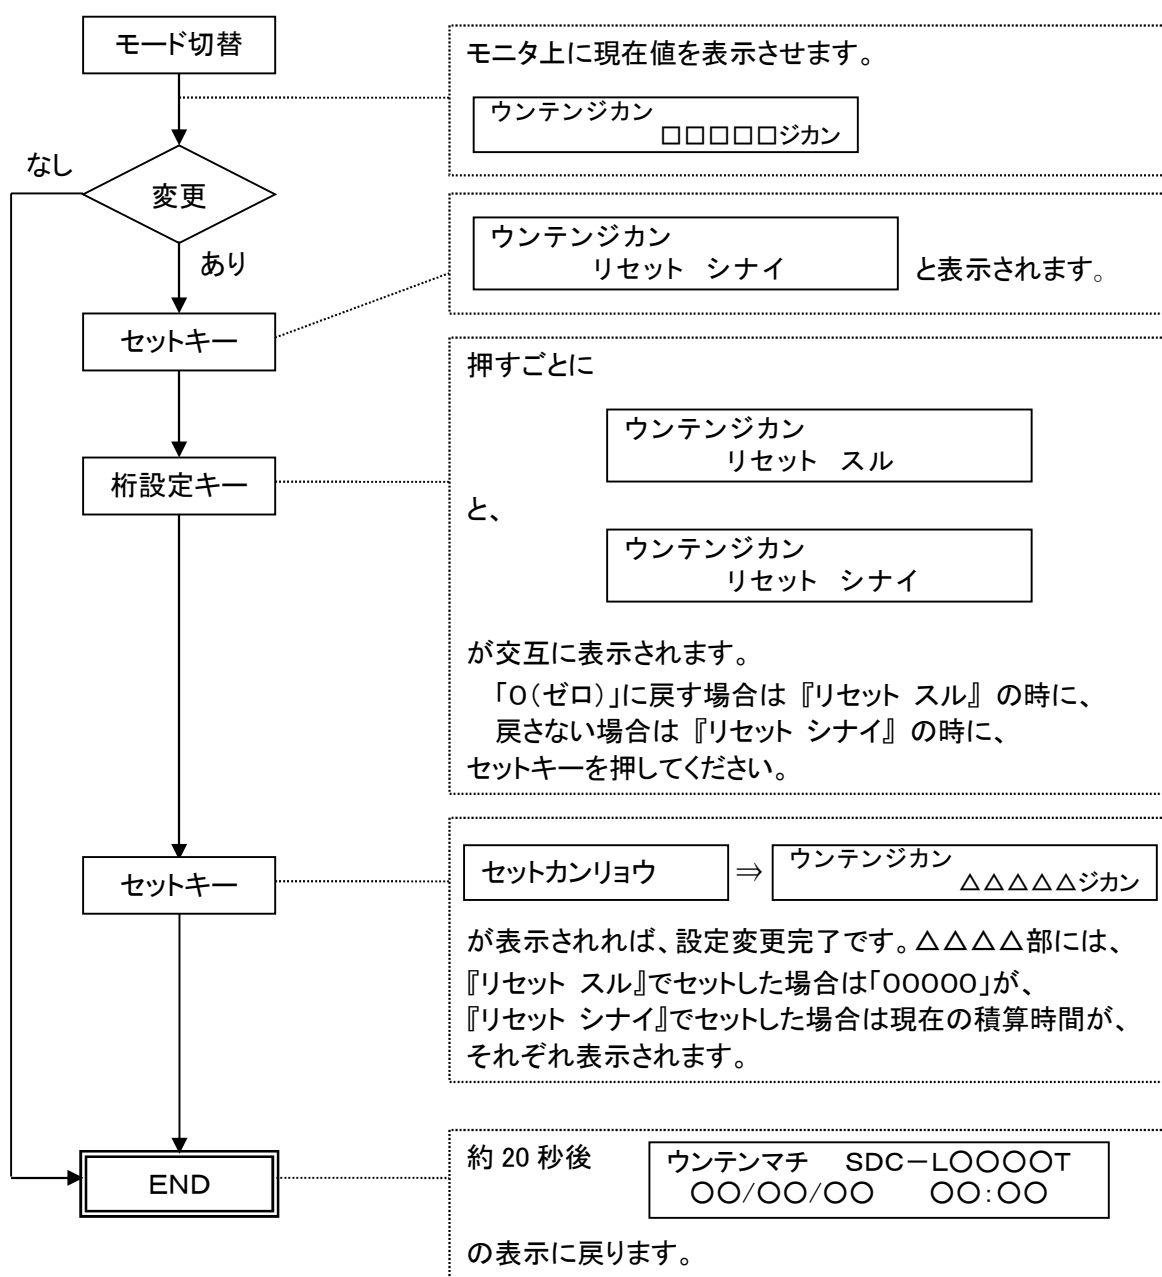 モード切替
モニタ上に現在値を表示させます。
ウンテンジカン
□□□□□ジカン
なし
変更
あり
ウンテンジカン
リセット シナイ
と表示されます。
セットキー
押すごとに
ウンテンジカン
リセット スル
桁設定キー
と、
ウンテンジカン
リセット シナイ
が交互に表示されます。
「0(ゼロ)」に戻す場合は 『リセット スル』 の時に、
戻さない場合は 『リセット シナイ』 の時に、
セットキーを押してください。
セットキー
セットカンリョウ
⇒
ウンテンジカン
△△△△△ジカン
が表示されれば、設定変更完了です。△△△△部には、
『リセット スル』でセットした場合は「00000」が、
『リセット シナイ』でセットした場合は現在の積算時間が、
それぞれ表示されます。
END
約 20 秒後
ウンテンマチ SDC-L○○○○T
○○/○○/○○ ○○:○○
の表示に戻ります。